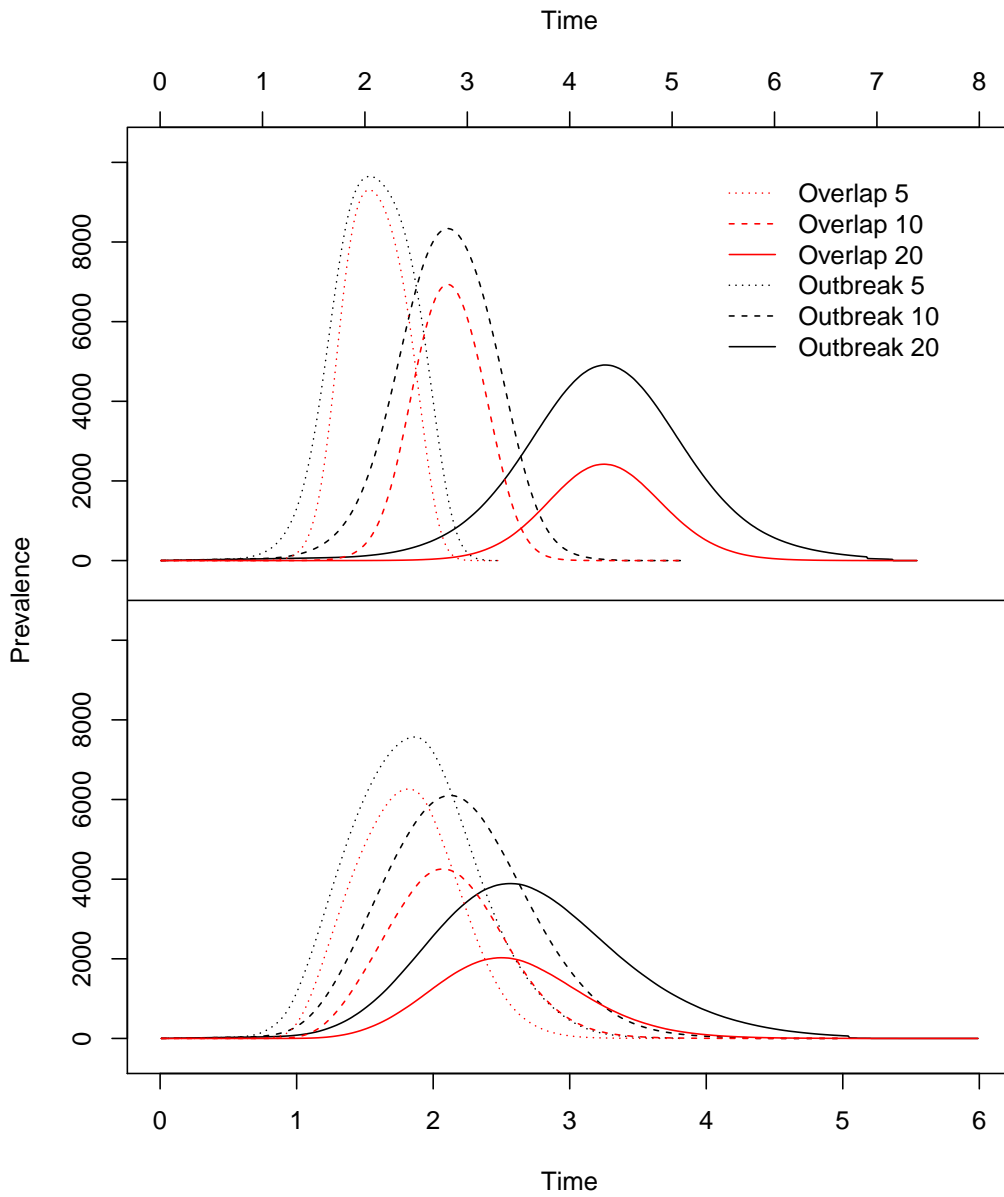 Time
0 1 2 3 4 5 6 7 8
8000
6000
4000
2000
0
Overlap 5
Overlap 10
Overlap 20
Outbreak 5
Outbreak 10
Outbreak 20
Prevalence
8000
6000
4000
2000
0
0 1 2 3 4 5 6
Time